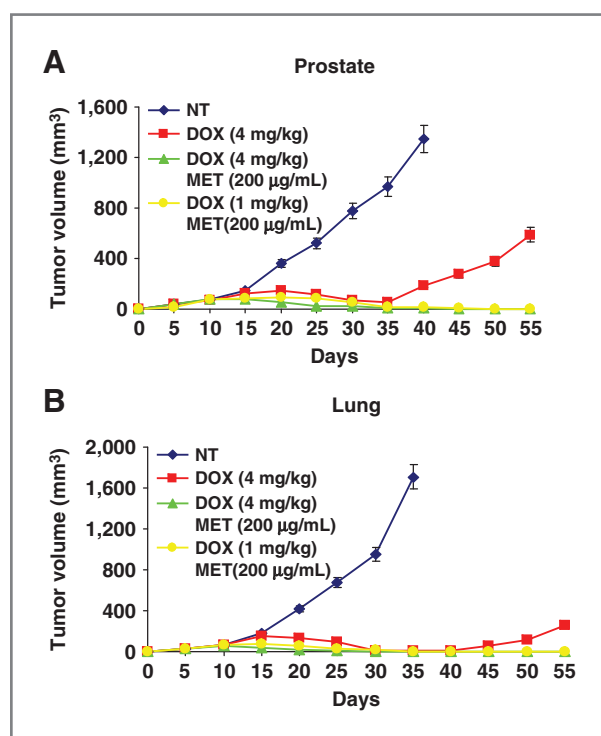 A
Prostate
Tumor volume (mm³)
1,600
1,200
800
400
0
NT
DOX (4 mg/kg)
DOX (4 mg/kg)
MET (200 µg/mL)
DOX (1 mg/kg)
MET(200 µg/mL)
0 5 10 15 20 25 30 35 40 45 50 55
Days
B
Lung
Tumor volume (mm³)
2,000
1,600
1,200
800
400
0
NT
DOX (4 mg/kg)
DOX (4 mg/kg)
MET (200 µg/mL)
DOX (1 mg/kg)
MET(200 µg/mL)
0 5 10 15 20 25 30 35 40 45 50 55
Days